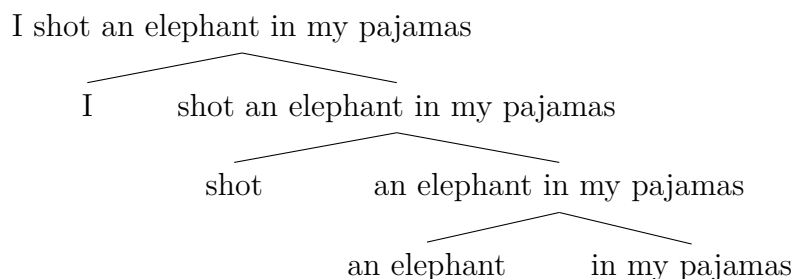 I shot an elephant in my pajamas
I shot an elephant in my pajamas
shot an elephant in my pajamas
an elephant in my pajamas